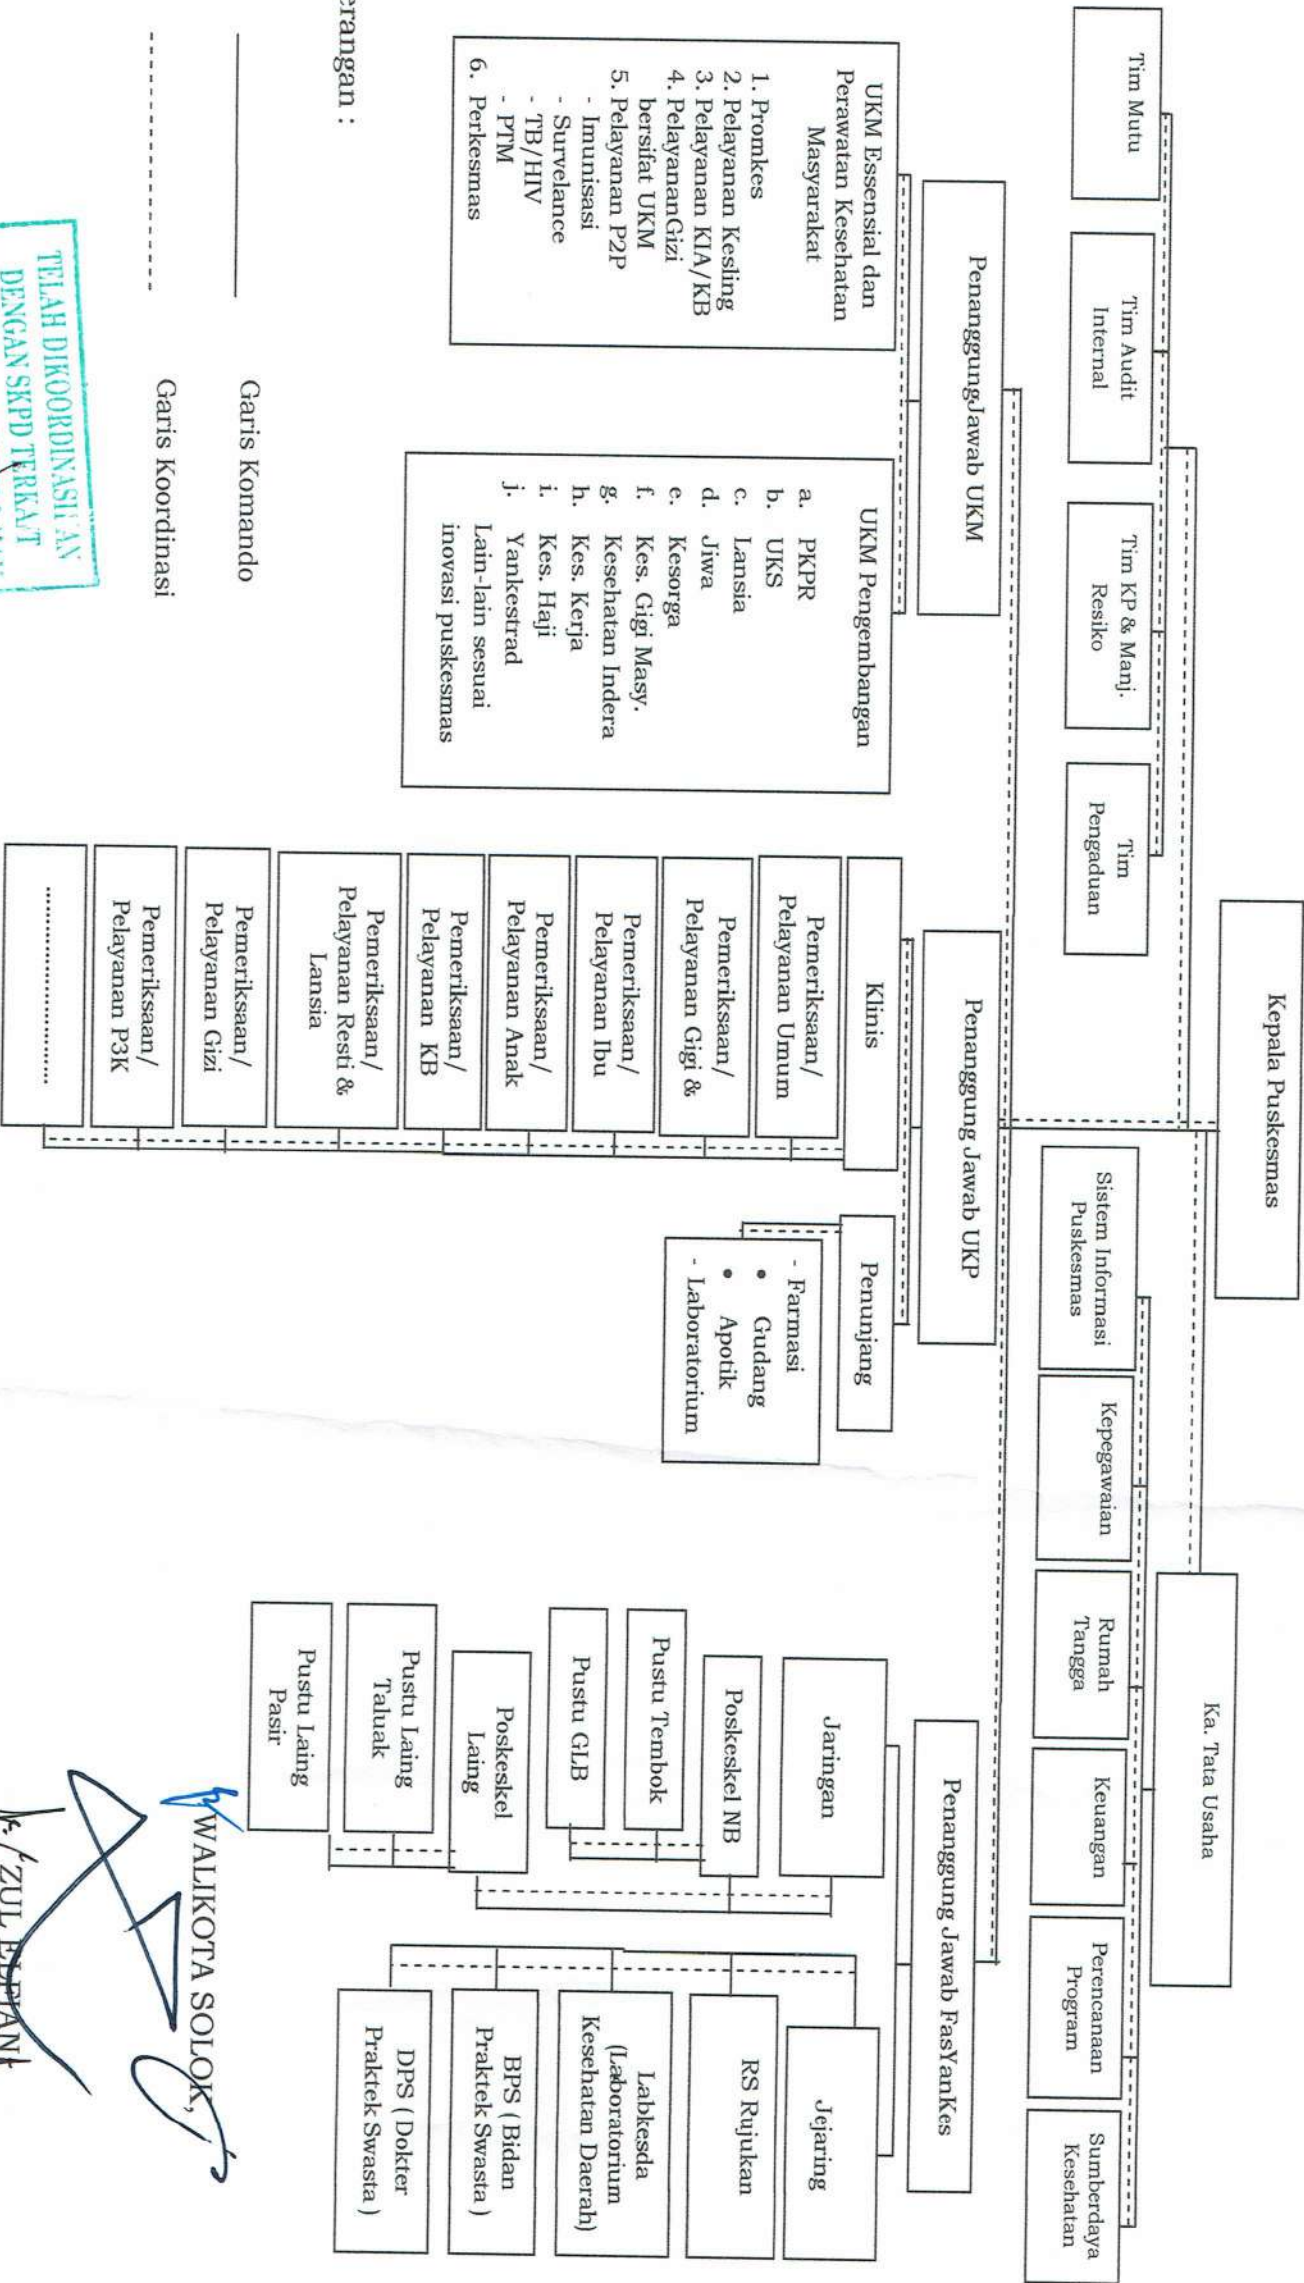 Kepala Puskesmas
Ka. Tata Usaha
Tim Mutu
Tim Audit
Internal
Tim KP & Manj.
Resiko
Tim
Pengaduan
Sistem Informasi
Puskesmas
Kepegawaian
Rumah
Tangga
Keuangan
Perencanaan
Program
Sumberdaya
Kesehatan
PenanggungJawab UKM
Penanggung Jawab UKP
Penanggung Jawab FasYanKes
UKM Essensial dan
Perawatan Kesehatan
Masyarakat
1. Promkes
2. Pelayanan Kesling
3. Pelayanan KIA/KB
4. PelayananGizi
bersifat UKM
5. Pelayanan P2P
- Imunisasi
- Survelance
- TB/HIV
- PTM
6. Perkesmas
UKM Pengembangan
a. PKPR
b. UKS
c. Lansia
d. Jiwa
e. Kesorga
f. Kes. Gigi Masy.
g. Kesehatan Indera
h. Kes. Kerja
i. Kes. Haji
j. Yankestrad
Lain-lain sesuai
inovasi puskesmas
Klinis
Pemeriksaan/
Pelayanan Umum
Pemeriksaan/
Pelayanan Gigi &
Pemeriksaan/
Pelayanan Ibu
Pemeriksaan/
Pelayanan Anak
Pemeriksaan/
Pelayanan KB
Pemeriksaan/
Pelayanan Resti &
Lansia
Pemeriksaan/
Pelayanan Gizi
Pemeriksaan/
Pelayanan P3K
..............................
Penunjang
- Farmasi
• Gudang
• Apotik
- Laboratorium
Jaringan
Poskeskel NB
Pustu Tembok
Pustu GLB
Poskeskel
Laing
Pustu Laing
Taluak
Pustu Laing
Pasir
Jejaring
RS Rujukan
Labkesda
(Laboratorium
Kesehatan Daerah)
BPS ( Bidan
Praktek Swasta )
DPS ( Dokter
Praktek Swasta )
erangan :
Garis Komando
Garis Koordinasi
TELAH DIKOORDINASIKAN
DENGAN SKPD TERKAIT
WALIKOTA SOLOK,
ZUL ELFIAN